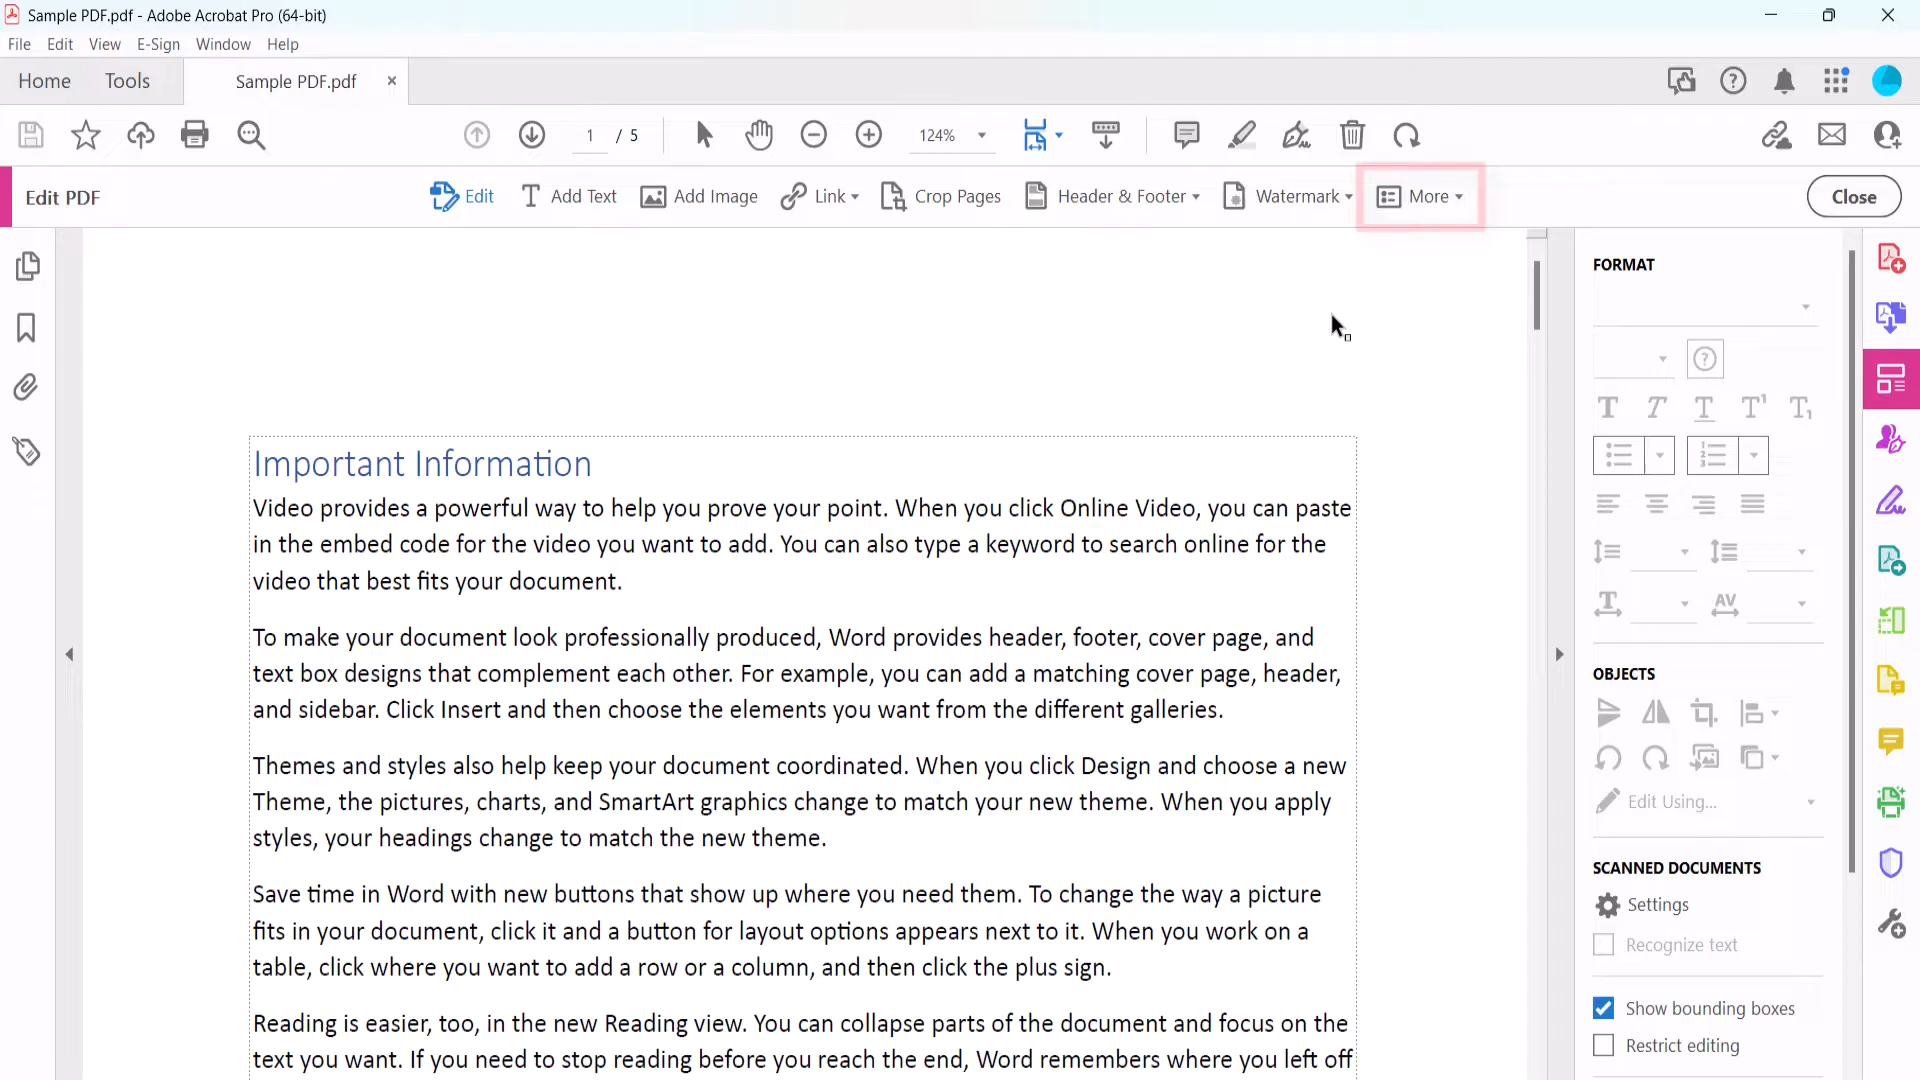 Sample PDF.pdf - Adobe Acrobat Pro (64-bit)
File Edit View E-Sign Window Help
Home Tools Sample PDF.pdf ×
1 / 5 124%
Edit PDF Edit Add Text Add Image Link Crop Pages Header & Footer Watermark More Close
FORMAT
Important Information
Video provides a powerful way to help you prove your point. When you click Online Video, you can paste
in the embed code for the video you want to add. You can also type a keyword to search online for the
video that best fits your document.
To make your document look professionally produced, Word provides header, footer, cover page, and
text box designs that complement each other. For example, you can add a matching cover page, header,
and sidebar. Click Insert and then choose the elements you want from the different galleries.
Themes and styles also help keep your document coordinated. When you click Design and choose a new
Theme, the pictures, charts, and SmartArt graphics change to match your new theme. When you apply
styles, your headings change to match the new theme.
Save time in Word with new buttons that show up where you need them. To change the way a picture
fits in your document, click it and a button for layout options appears next to it. When you work on a
table, click where you want to add a row or a column, and then click the plus sign.
Reading is easier, too, in the new Reading view. You can collapse parts of the document and focus on the
text you want. If you need to stop reading before you reach the end, Word remembers where you left off
OBJECTS
Edit Using...
SCANNED DOCUMENTS
Settings
Recognize text
Show bounding boxes
Restrict editing